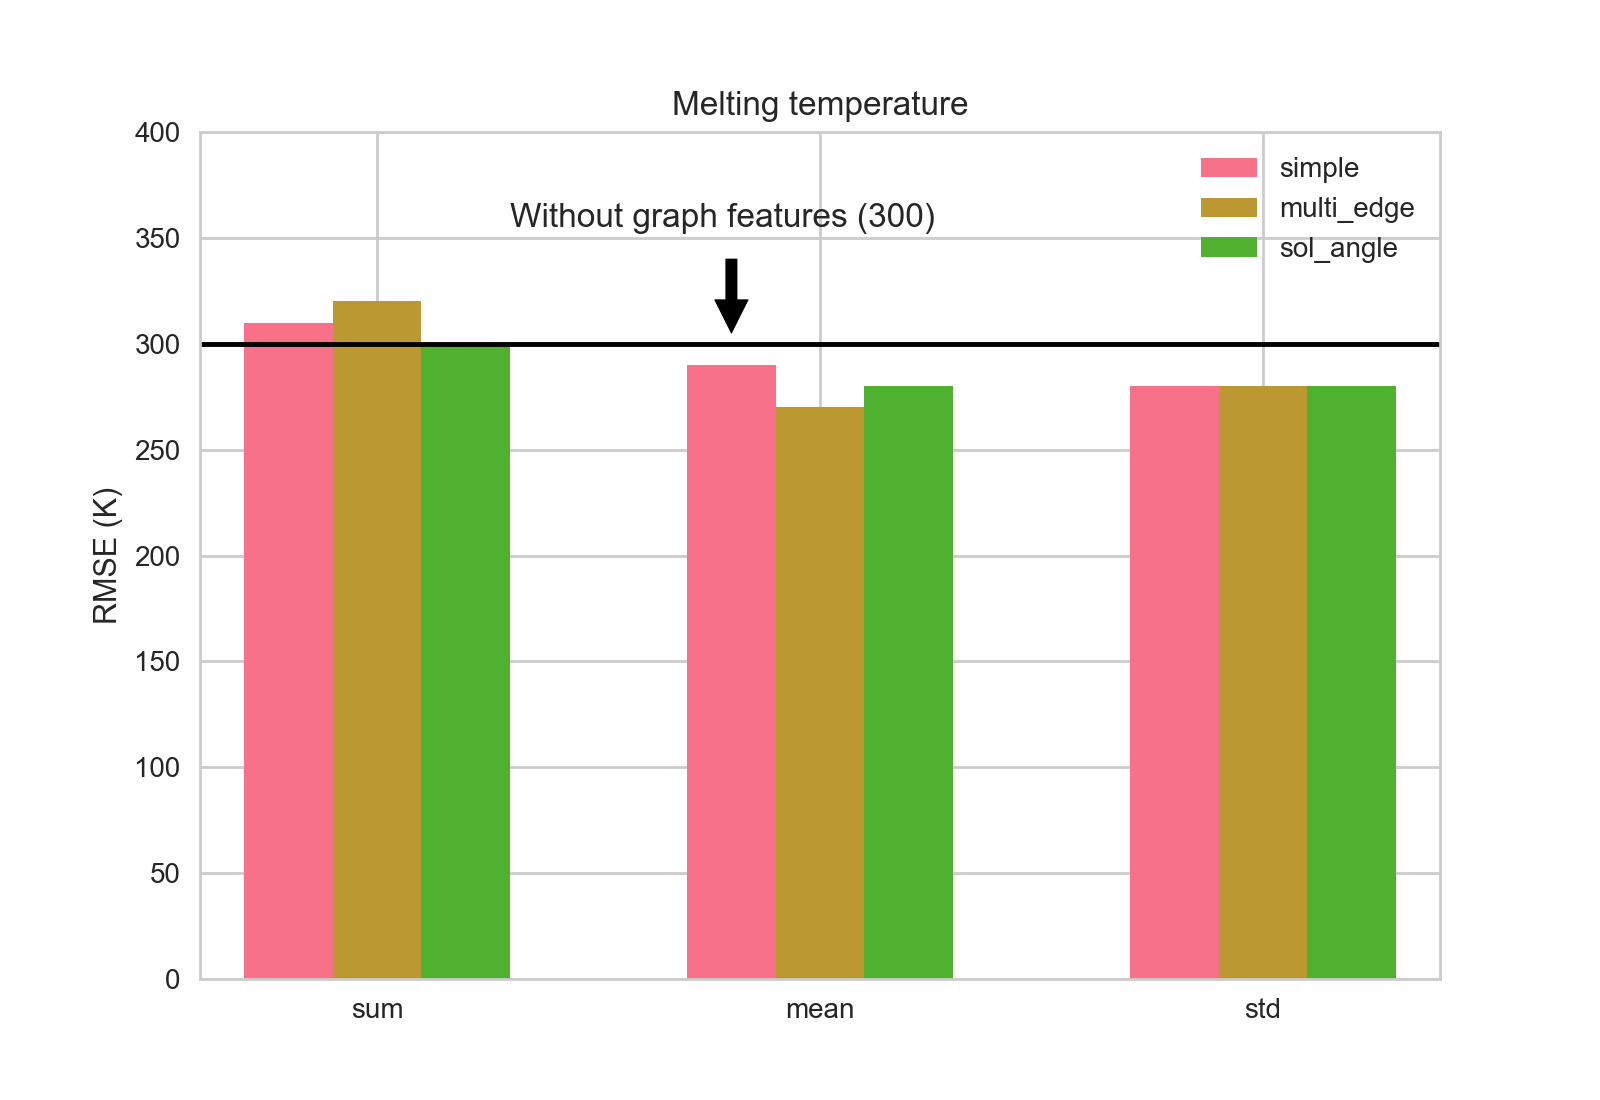 Melting temperature
400
350
300
250
200
150
100
50
0
RMSE (K)
Without graph features (300)
simple
multi_edge
sol_angle
sum
mean
std